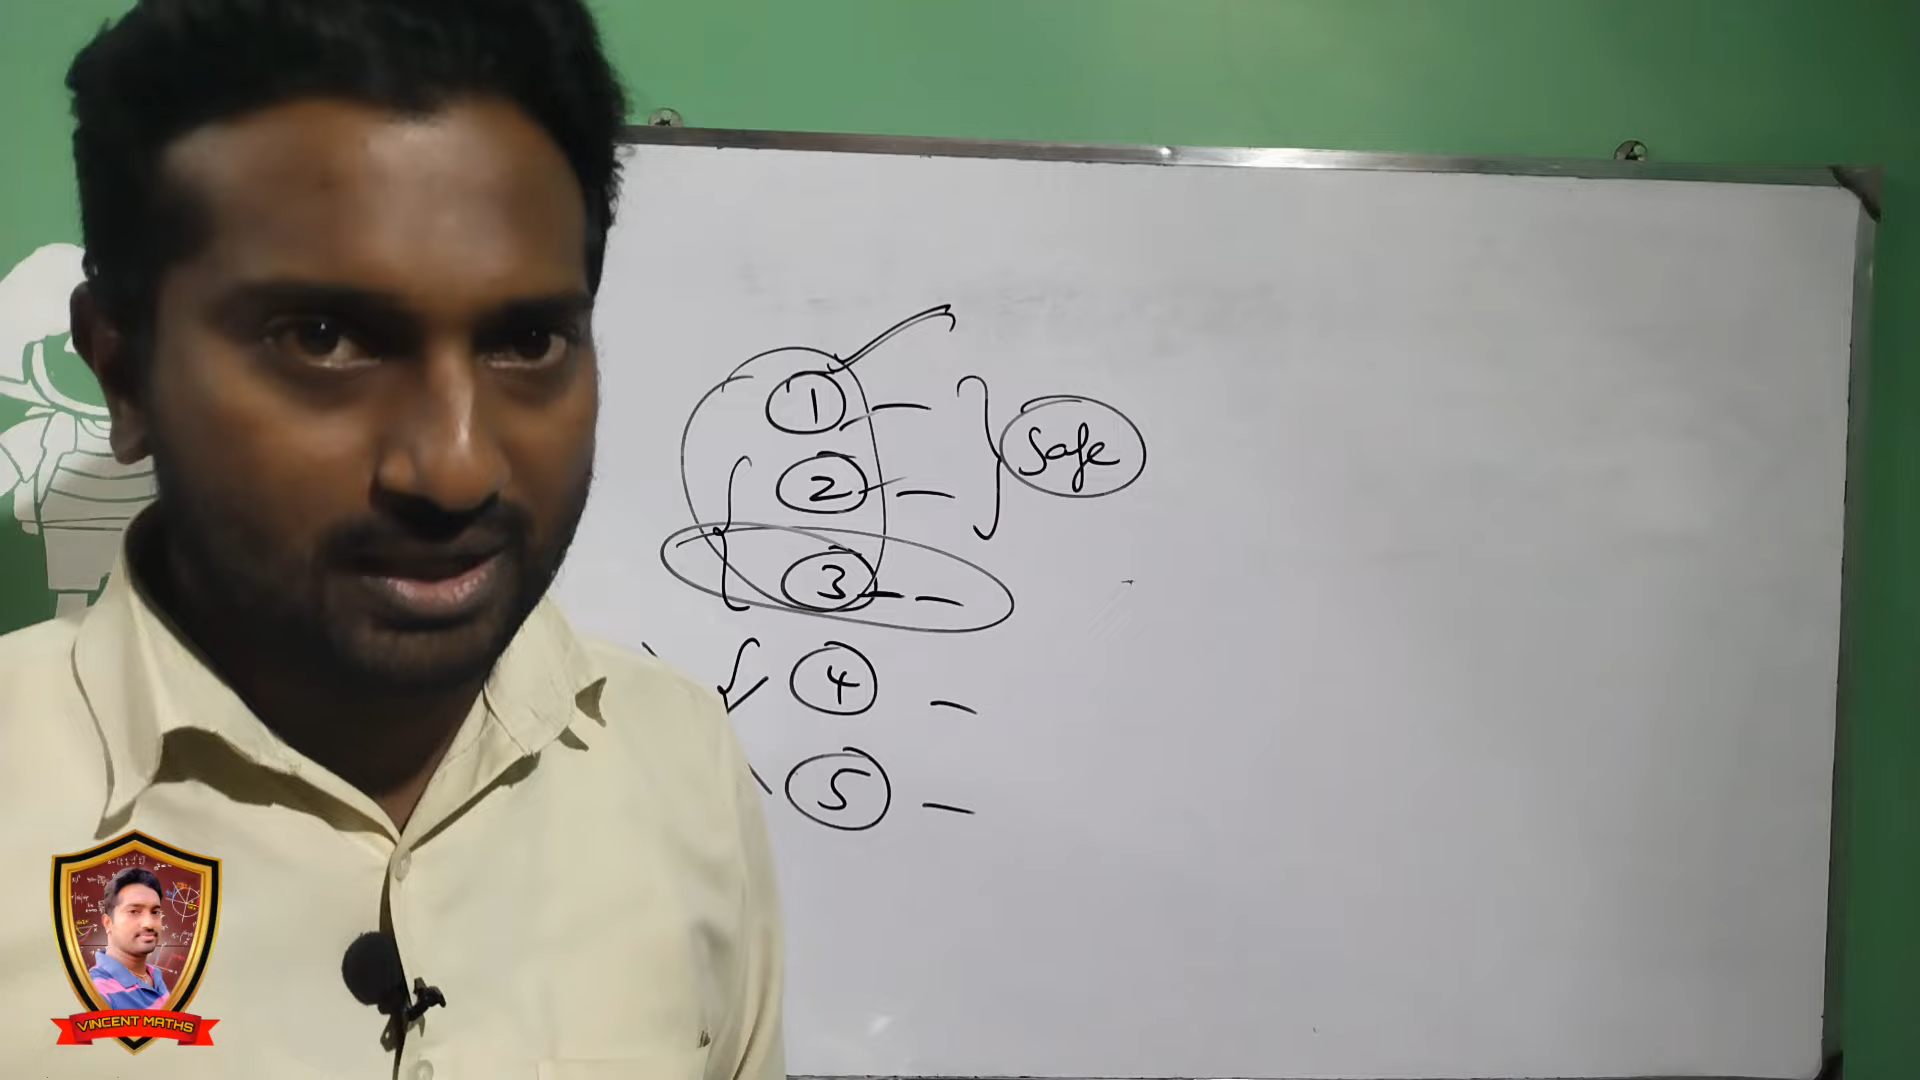 1 —
2 —
Safe
3 — —
4 —
5 —
VINCENT MATHS